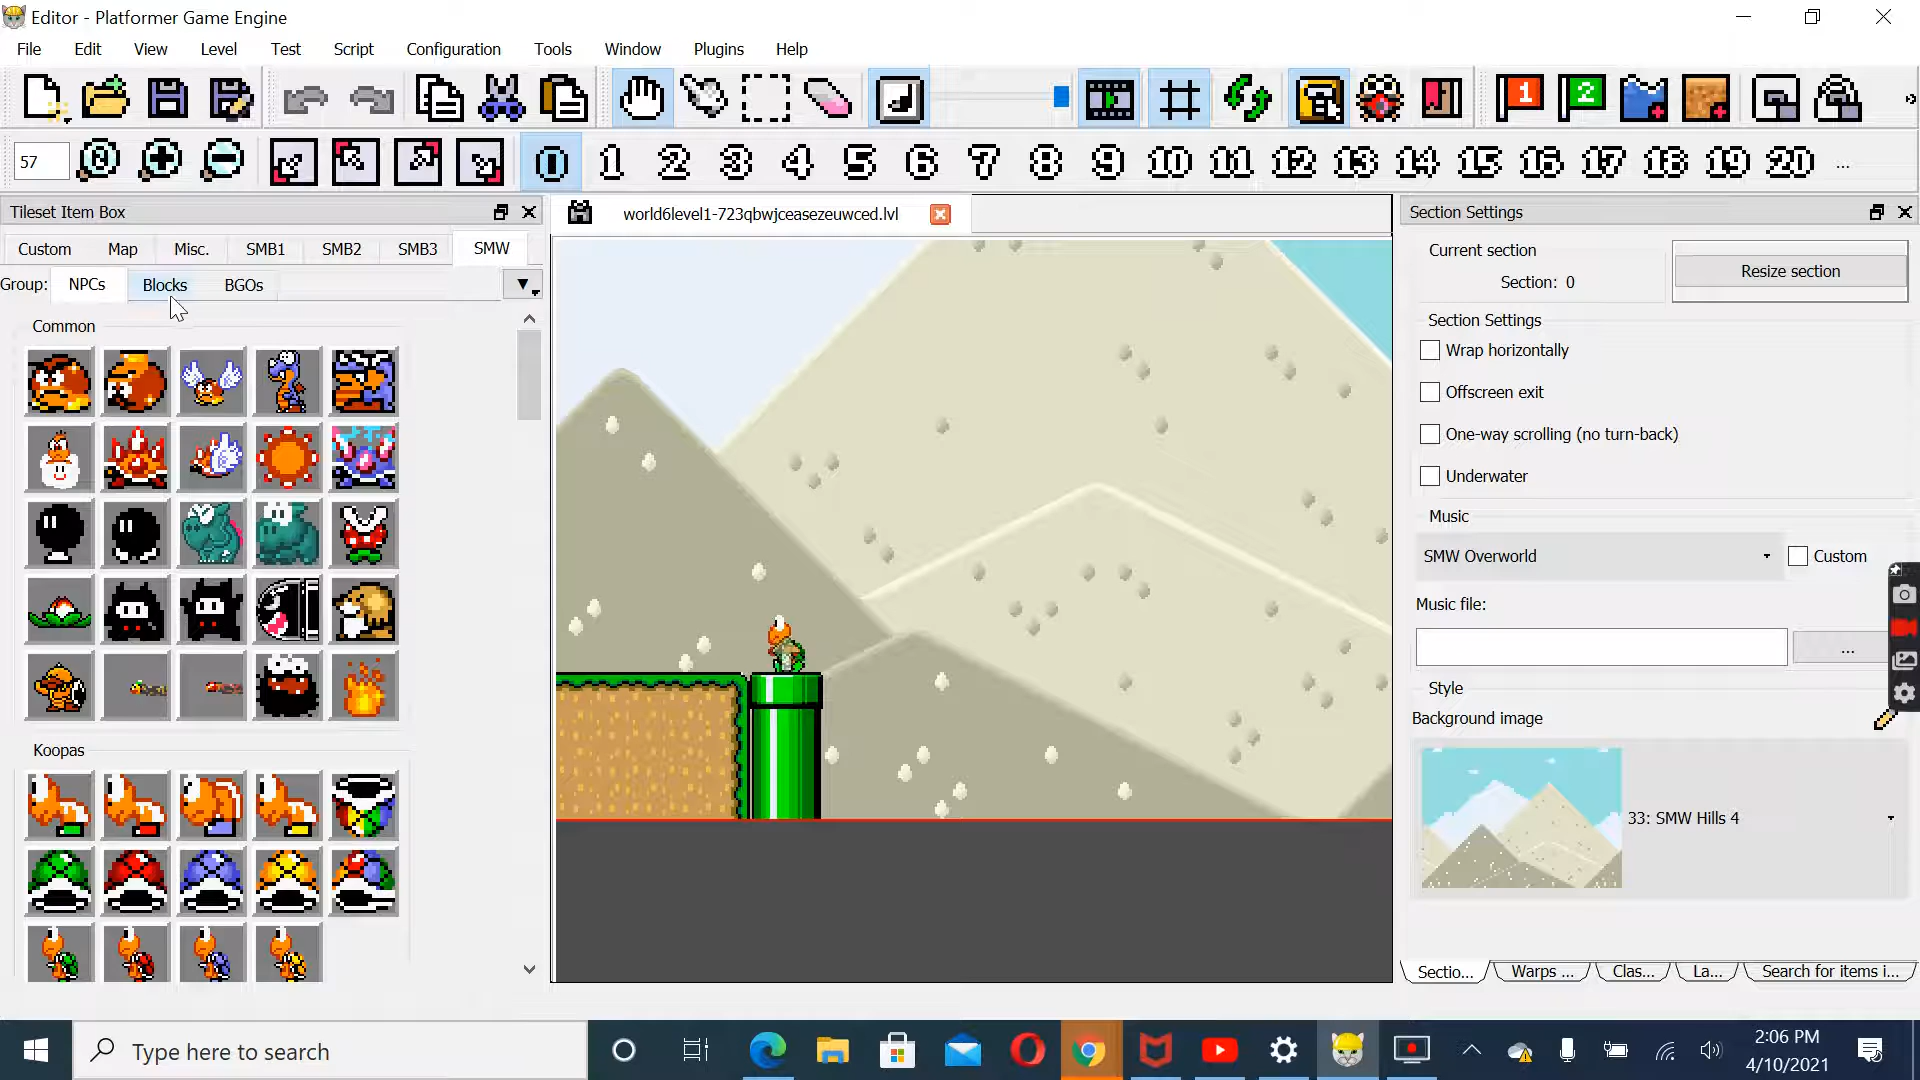 Editor - Platformer Game Engine
File Edit View Level Test Script Configuration Tools Window Plugins Help
1 2
57 0 1 2 3 4 5 6 7 8 9 10 11 12 13 14 15 16 17 18 19 20 ...
Tileset Item Box
world6level1-723qbwjceasezeuwced.lvl
Section Settings
Custom Map Misc. SMB1 SMB2 SMB3 SMW
Group: NPCs Blocks BGOs
Common
Koopas
Current section
Section: 0
Resize section
Section Settings
Wrap horizontally
Offscreen exit
One-way scrolling (no turn-back)
Underwater
Music
SMW Overworld
Custom
Music file:
...
Style
Background image
33: SMW Hills 4
Sectio... Warps ... Clas... La... Search for items i...
Type here to search
2:06 PM
4/10/2021